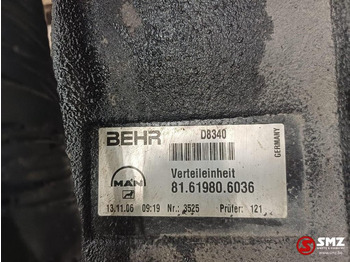 BEHR D8340
GERMANY
MAN
Verteileinheit
81.61980.6036
13.11.06 09:19 Nr.: 3525 Prüfer: 121
SMZ